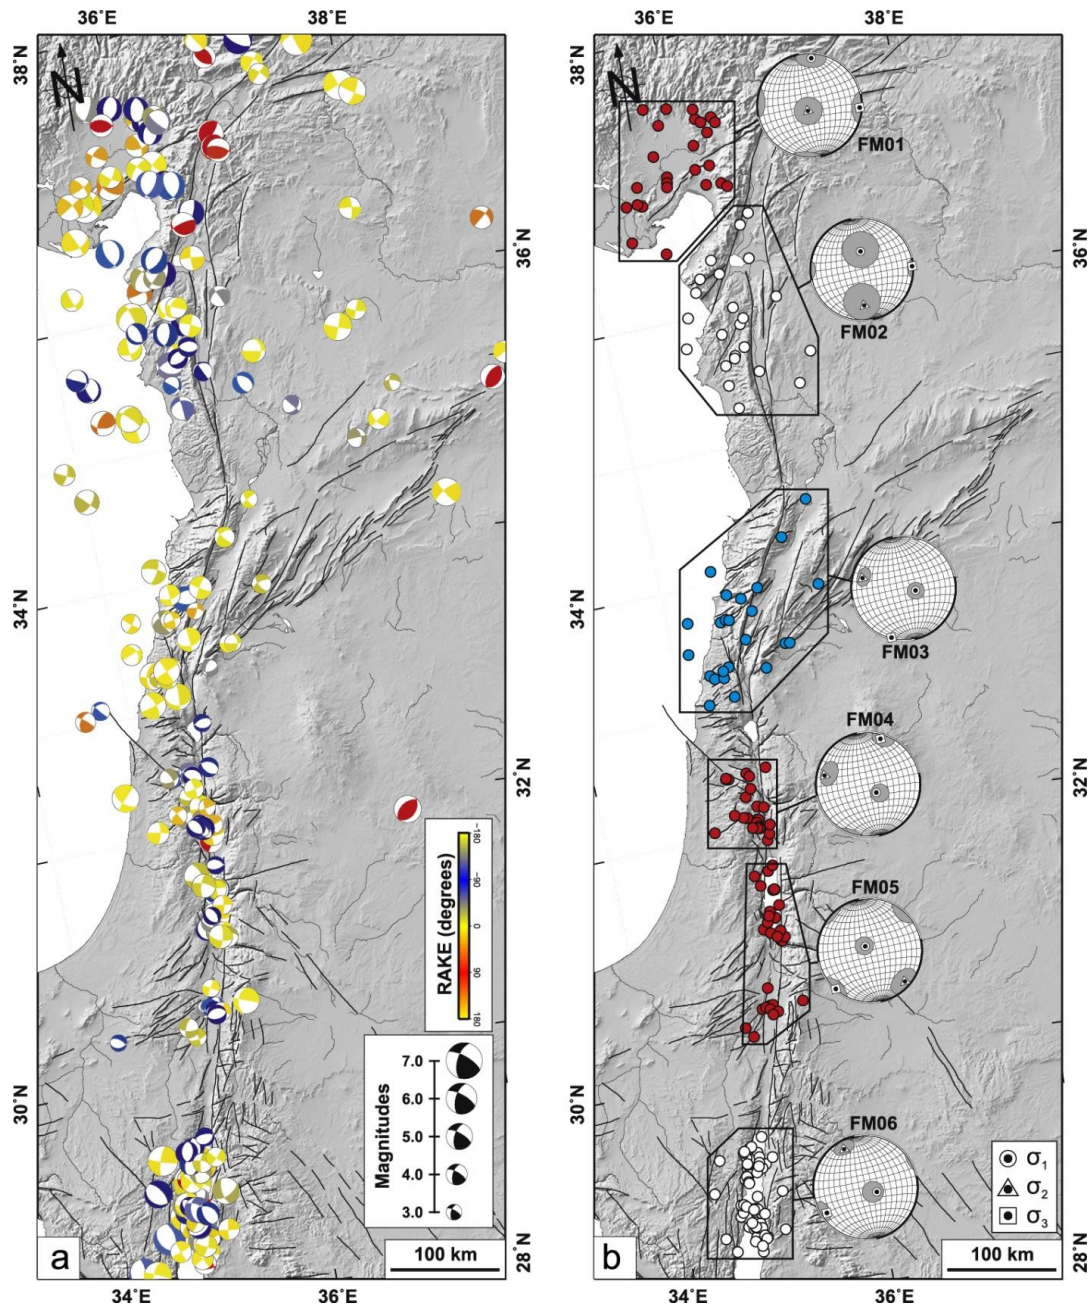 36°E
38°E
36°E
38°E
38°N
N
N
38°N
FM01
36°N
36°N
FM02
34°N
34°N
FM03
FM04
32°N
32°N
RAKE (degrees)
-180
-90
0
90
180
FM05
Magnitudes
7.0
6.0
5.0
4.0
3.0
30°N
30°N
FM06
σ1
σ2
σ3
a
100 km
b
100 km
28°N
28°N
34°E
36°E
34°E
36°E